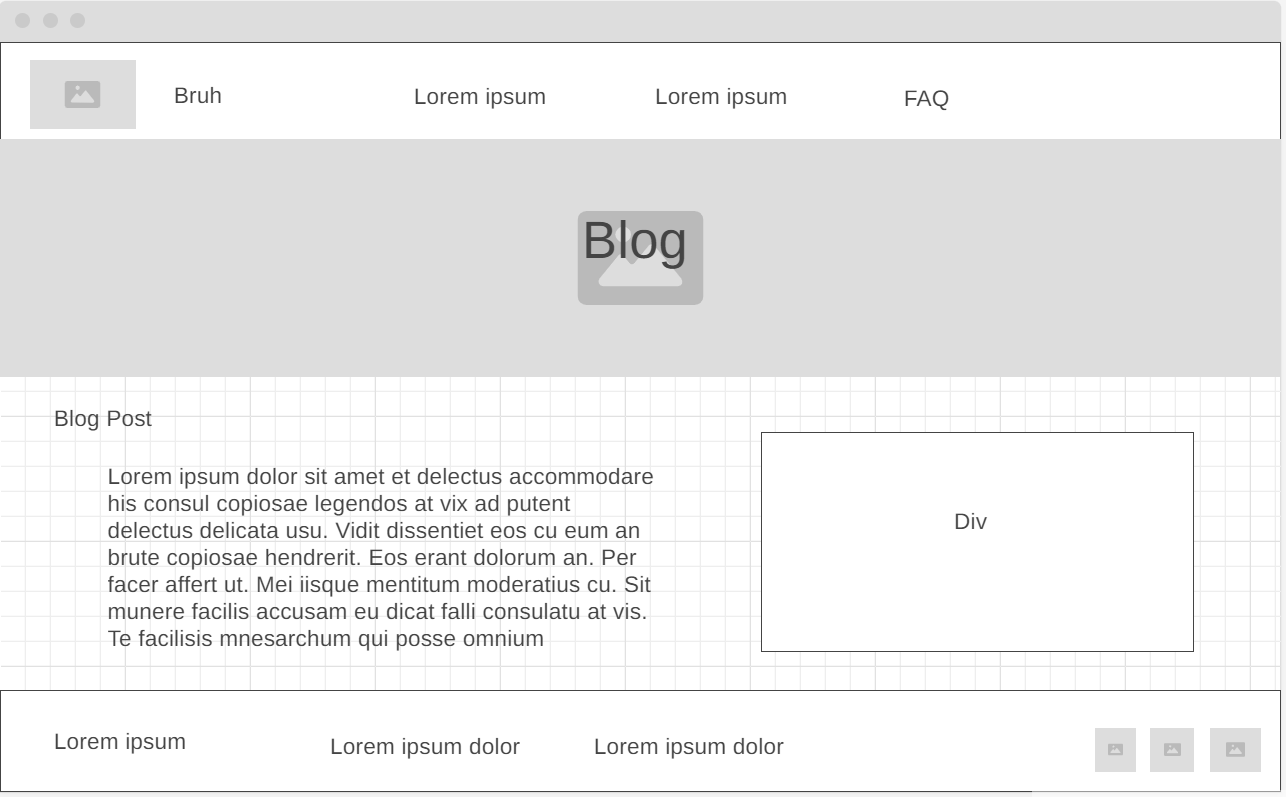 Bruh
Lorem ipsum
Lorem ipsum
FAQ
Blog
Blog Post
Lorem ipsum dolor sit amet et delectus accommodare
his consul copiosae legendos at vix ad putent
delectus delicata usu. Vidit dissentiet eos cu eum an
brute copiosae hendrerit. Eos erant dolorum an. Per
facer affert ut. Mei iisque mentitum moderatius cu. Sit
munere facilis accusam eu dicat falli consulatu at vis.
Te facilisis mnesarchum qui posse omnium
Div
Lorem ipsum
Lorem ipsum dolor
Lorem ipsum dolor